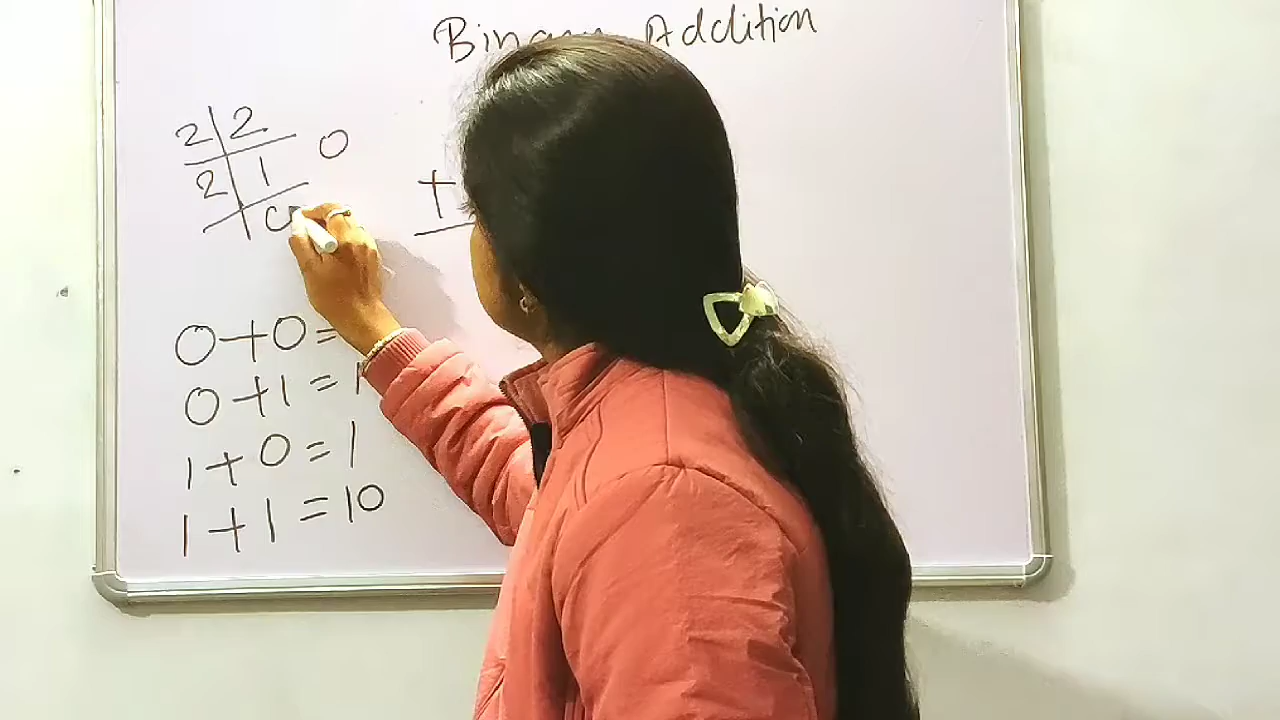 Binary Addition
2 | 2
2 | 1 0
+
0+0=
0+1=1
1+0=1
1+1=10